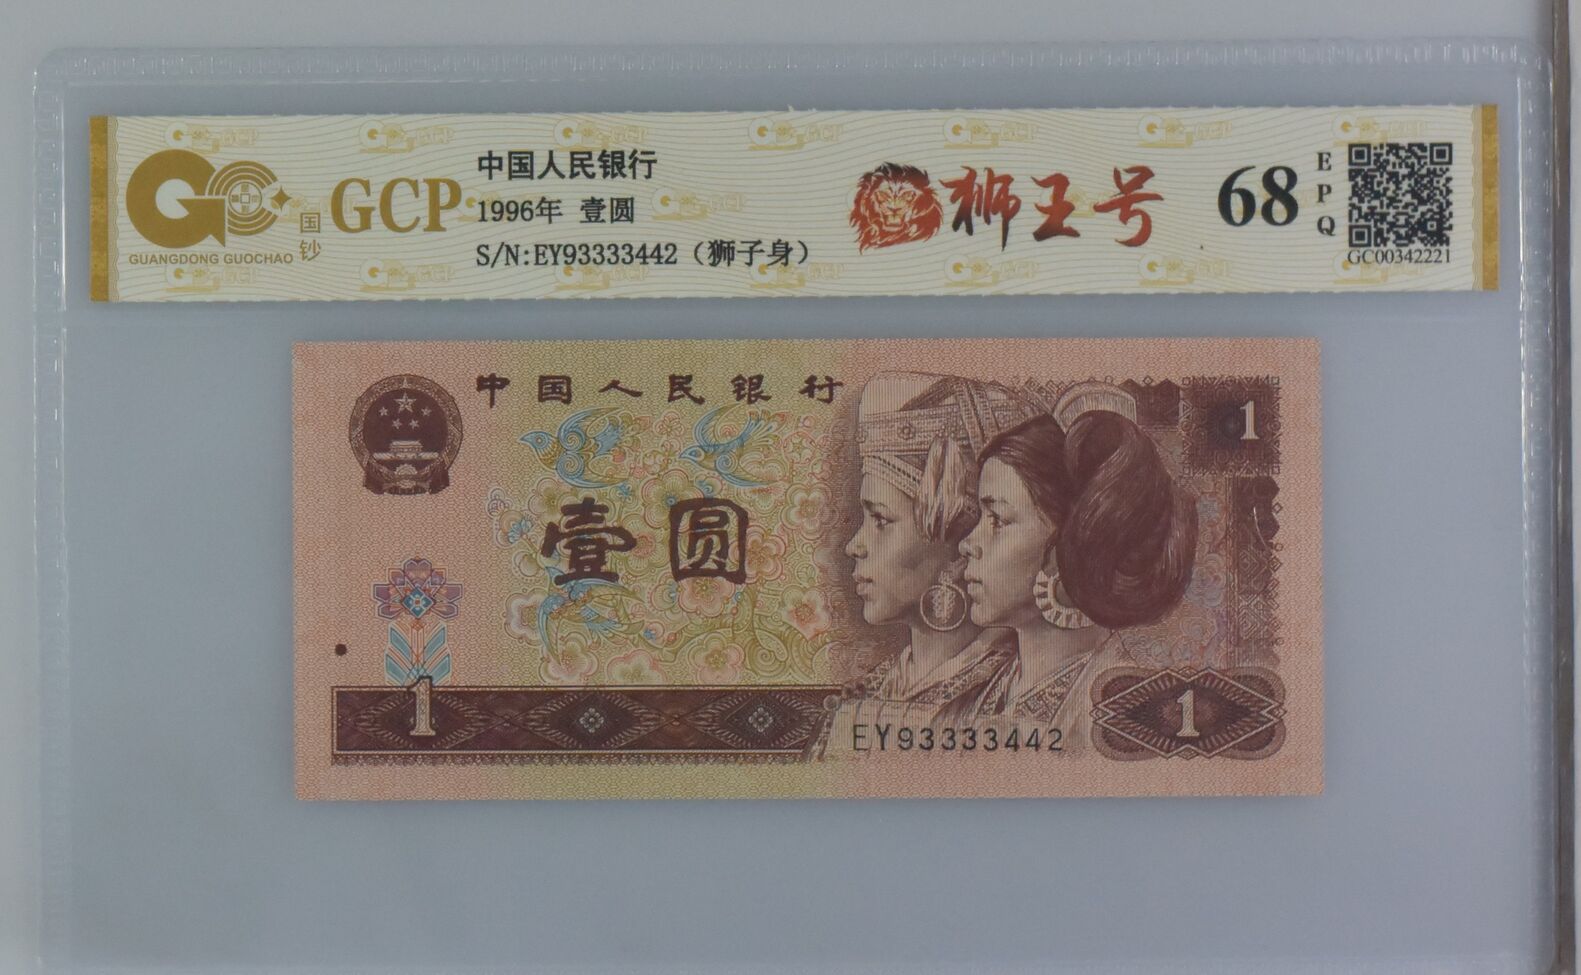 GUANGDONG GUOCHAO
国钞
GCP
中国人民银行
1996年 壹圆
S/N:EY93333442（狮子身）
狮王号
68
EPQ
GC00342221
中国人民银行
1
壹圆
1
EY93333442
1